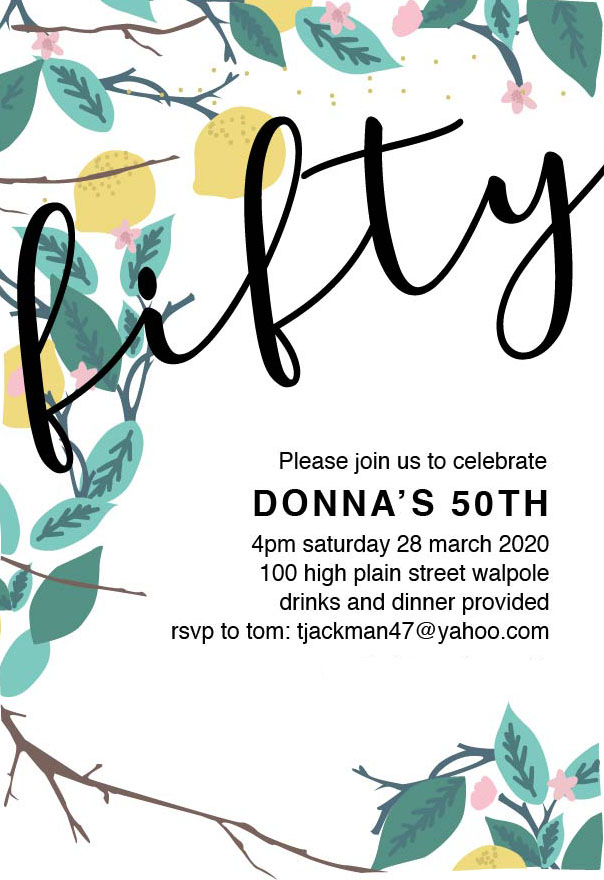 fifty
Please join us to celebrate
DONNA’S 50TH
4pm saturday 28 march 2020
100 high plain street walpole
drinks and dinner provided
rsvp to tom: tjackman47@yahoo.com